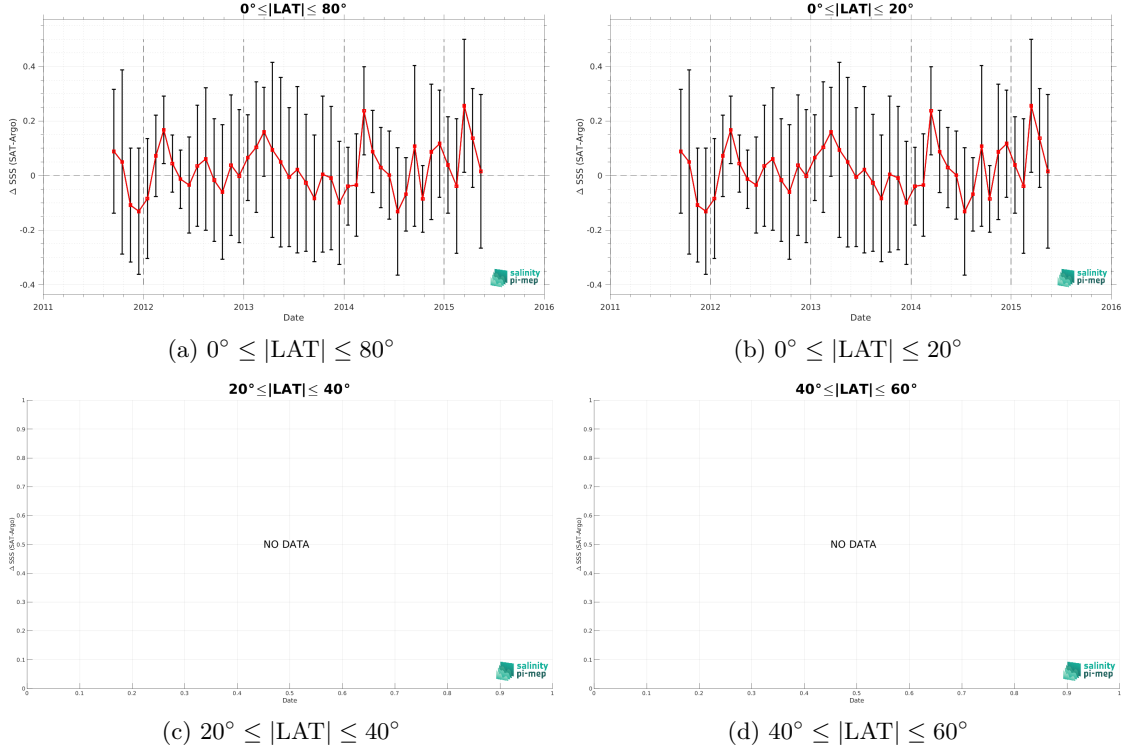 0°≤|LAT|≤ 80°
Δ SSS (SAT-Argo)
0.4
0.2
0
-0.2
-0.4
2011 2012 2013 2014 2015 2016
Date
salinity
pi-mep
(a) 0° ≤ |LAT| ≤ 80°
0°≤|LAT|≤ 20°
Δ SSS (SAT-Argo)
0.4
0.2
0
-0.2
-0.4
2011 2012 2013 2014 2015 2016
Date
salinity
pi-mep
(b) 0° ≤ |LAT| ≤ 20°
20°≤|LAT|≤ 40°
Δ SSS (SAT-Argo)
1
0.9
0.8
0.7
0.6
0.5
0.4
0.3
0.2
0.1
0
NO DATA
0 0.1 0.2 0.3 0.4 0.5 0.6 0.7 0.8 0.9 1
Date
salinity
pi-mep
(c) 20° ≤ |LAT| ≤ 40°
40°≤|LAT|≤ 60°
Δ SSS (SAT-Argo)
1
0.9
0.8
0.7
0.6
0.5
0.4
0.3
0.2
0.1
0
NO DATA
0 0.1 0.2 0.3 0.4 0.5 0.6 0.7 0.8 0.9 1
Date
salinity
pi-mep
(d) 40° ≤ |LAT| ≤ 60°